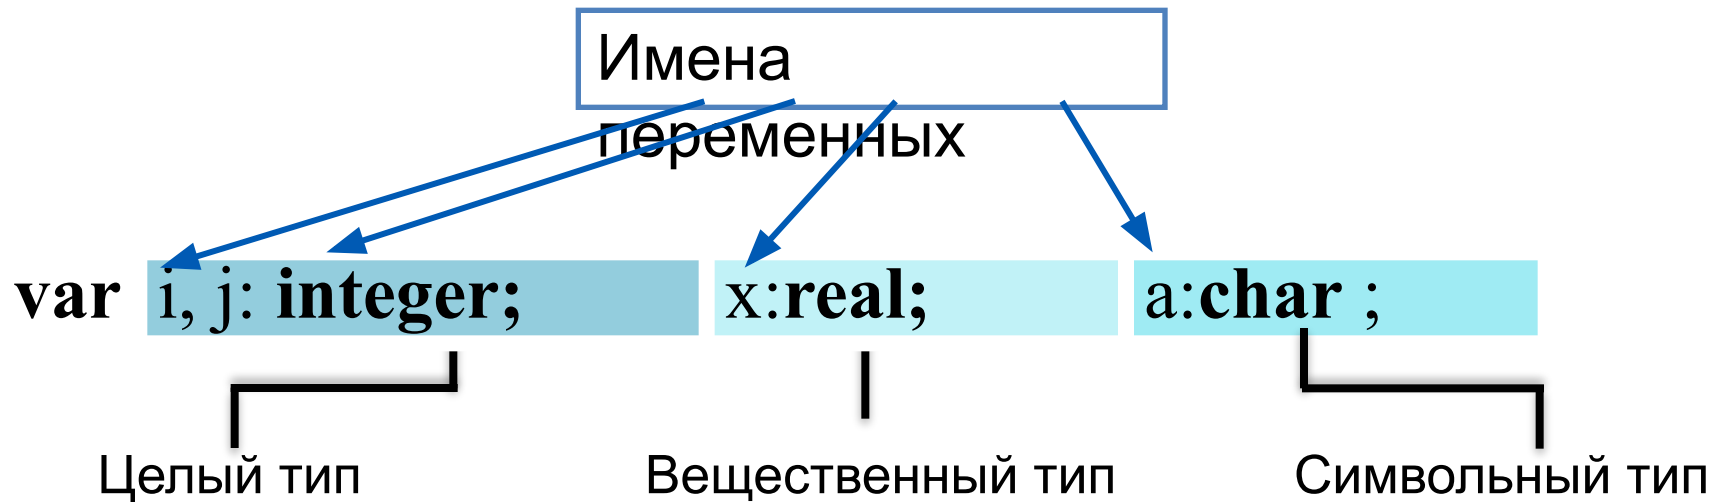 Имена
переменных
var i, j: integer; x:real; a:char ;
Целый тип Вещественный тип Символьный тип